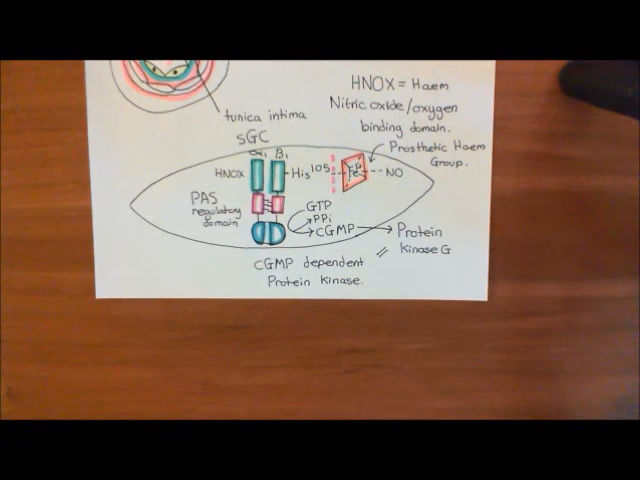 tunica intima
HNOX = Haem
Nitric oxide/oxygen
binding domain.
Prosthetic Haem
Group.
sGC
α₁ β₁
HNOX
His¹⁰⁵
Fe
NO
PAS
regulatory
domain
GTP
PPi
cGMP
Protein
kinase G
cGMP dependent
Protein kinase.